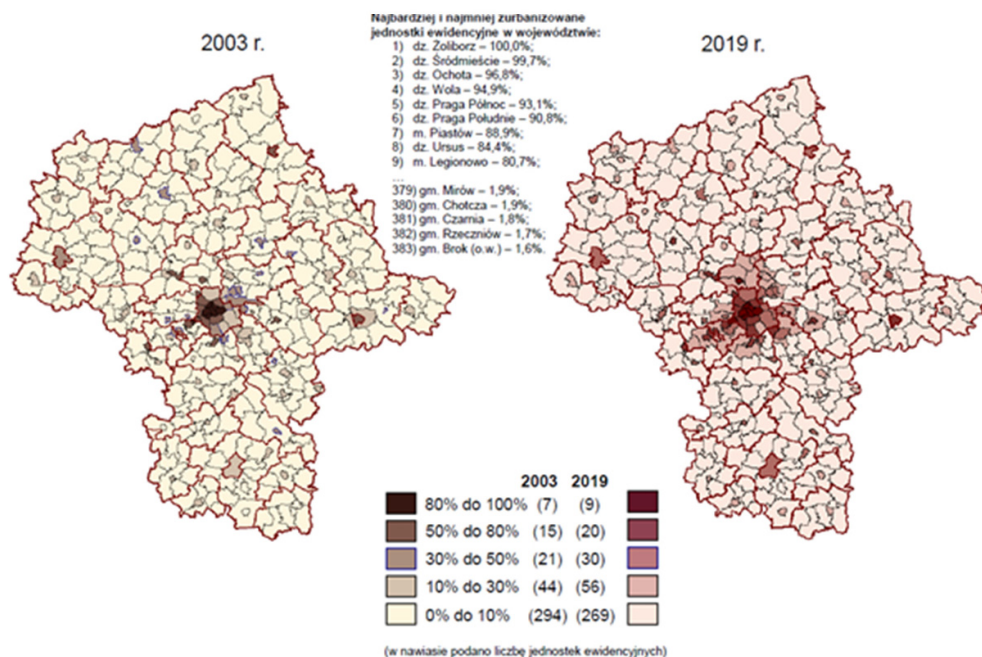 Najbardziej i najmniej zurbanizowane
jednostki ewidencyjne w województwie:
2003 r.
2019 r.
1) dz. Żoliborz – 100,0%;
2) dz. Śródmieście – 99,7%;
3) dz. Ochota – 96,8%;
4) dz. Wola – 94,9%;
5) dz. Praga Północ – 93,1%;
6) dz. Praga Południe – 90,8%;
7) m. Piastów – 88,9%;
8) dz. Ursus – 84,4%;
9) m. Legionowo – 80,7%;
...
379) gm. Mirów – 1,9%;
380) gm. Chotcza – 1,9%;
381) gm. Czarnia – 1,8%;
382) gm. Rzeczniów – 1,7%;
383) gm. Brok (o.w.) – 1,6%.
2003 2019
80% do 100% (7) (9)
50% do 80% (15) (20)
30% do 50% (21) (30)
10% do 30% (44) (56)
0% do 10% (294) (269)
(w nawiasie podano liczbę jednostek ewidencyjnych)